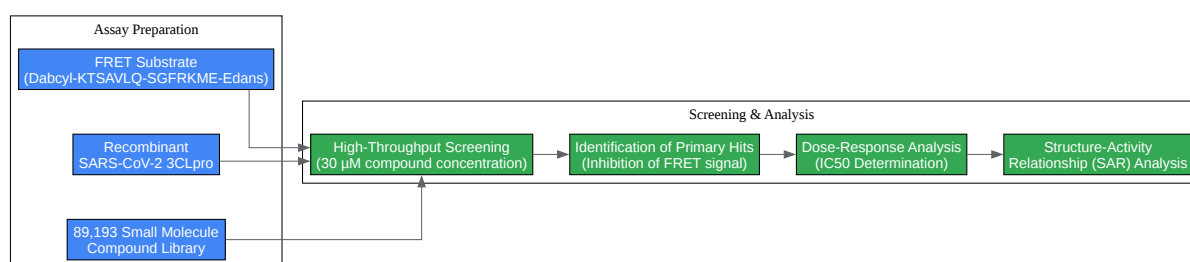 Assay Preparation
FRET Substrate
(Dabcyl-KTSAVLQ-SGFRKME-Edans)
Recombinant
SARS-CoV-2 3CLpro
89,193 Small Molecule
Compound Library
Screening & Analysis
High-Throughput Screening
(30 µM compound concentration)
Identification of Primary Hits
(Inhibition of FRET signal)
Dose-Response Analysis
(IC50 Determination)
Structure-Activity
Relationship (SAR) Analysis